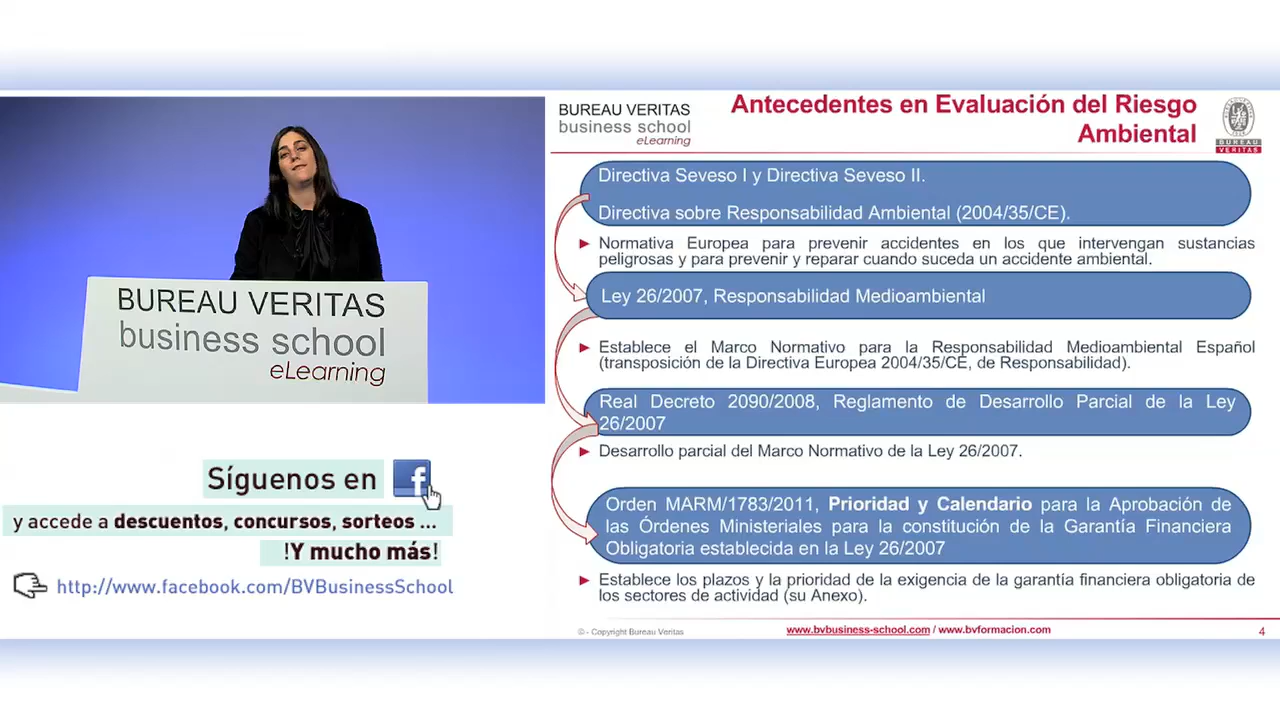 BUREAU VERITAS
business school
eLearning
Síguenos en
y accede a descuentos, concursos, sorteos ...
!Y mucho más!
http://www.facebook.com/BVBusinessSchool
BUREAU VERITAS
business school
eLearning
Antecedentes en Evaluación del Riesgo
Ambiental
BUREAU
VERITAS
Directiva Seveso I y Directiva Seveso II.
Directiva sobre Responsabilidad Ambiental (2004/35/CE).
Normativa Europea para prevenir accidentes en los que intervengan sustancias
peligrosas y para prevenir y reparar cuando suceda un accidente ambiental.
Ley 26/2007, Responsabilidad Medioambiental
Establece el Marco Normativo para la Responsabilidad Medioambiental Español
(transposición de la Directiva Europea 2004/35/CE, de Responsabilidad).
Real Decreto 2090/2008, Reglamento de Desarrollo Parcial de la Ley
26/2007
Desarrollo parcial del Marco Normativo de la Ley 26/2007.
Orden MARM/1783/2011, Prioridad y Calendario para la Aprobación de
las Órdenes Ministeriales para la constitución de la Garantía Financiera
Obligatoria establecida en la Ley 26/2007
Establece los plazos y la prioridad de la exigencia de la garantía financiera obligatoria de
los sectores de actividad (su Anexo).
© - Copyright Bureau Veritas
www.bvbusiness-school.com / www.bvformacion.com
4